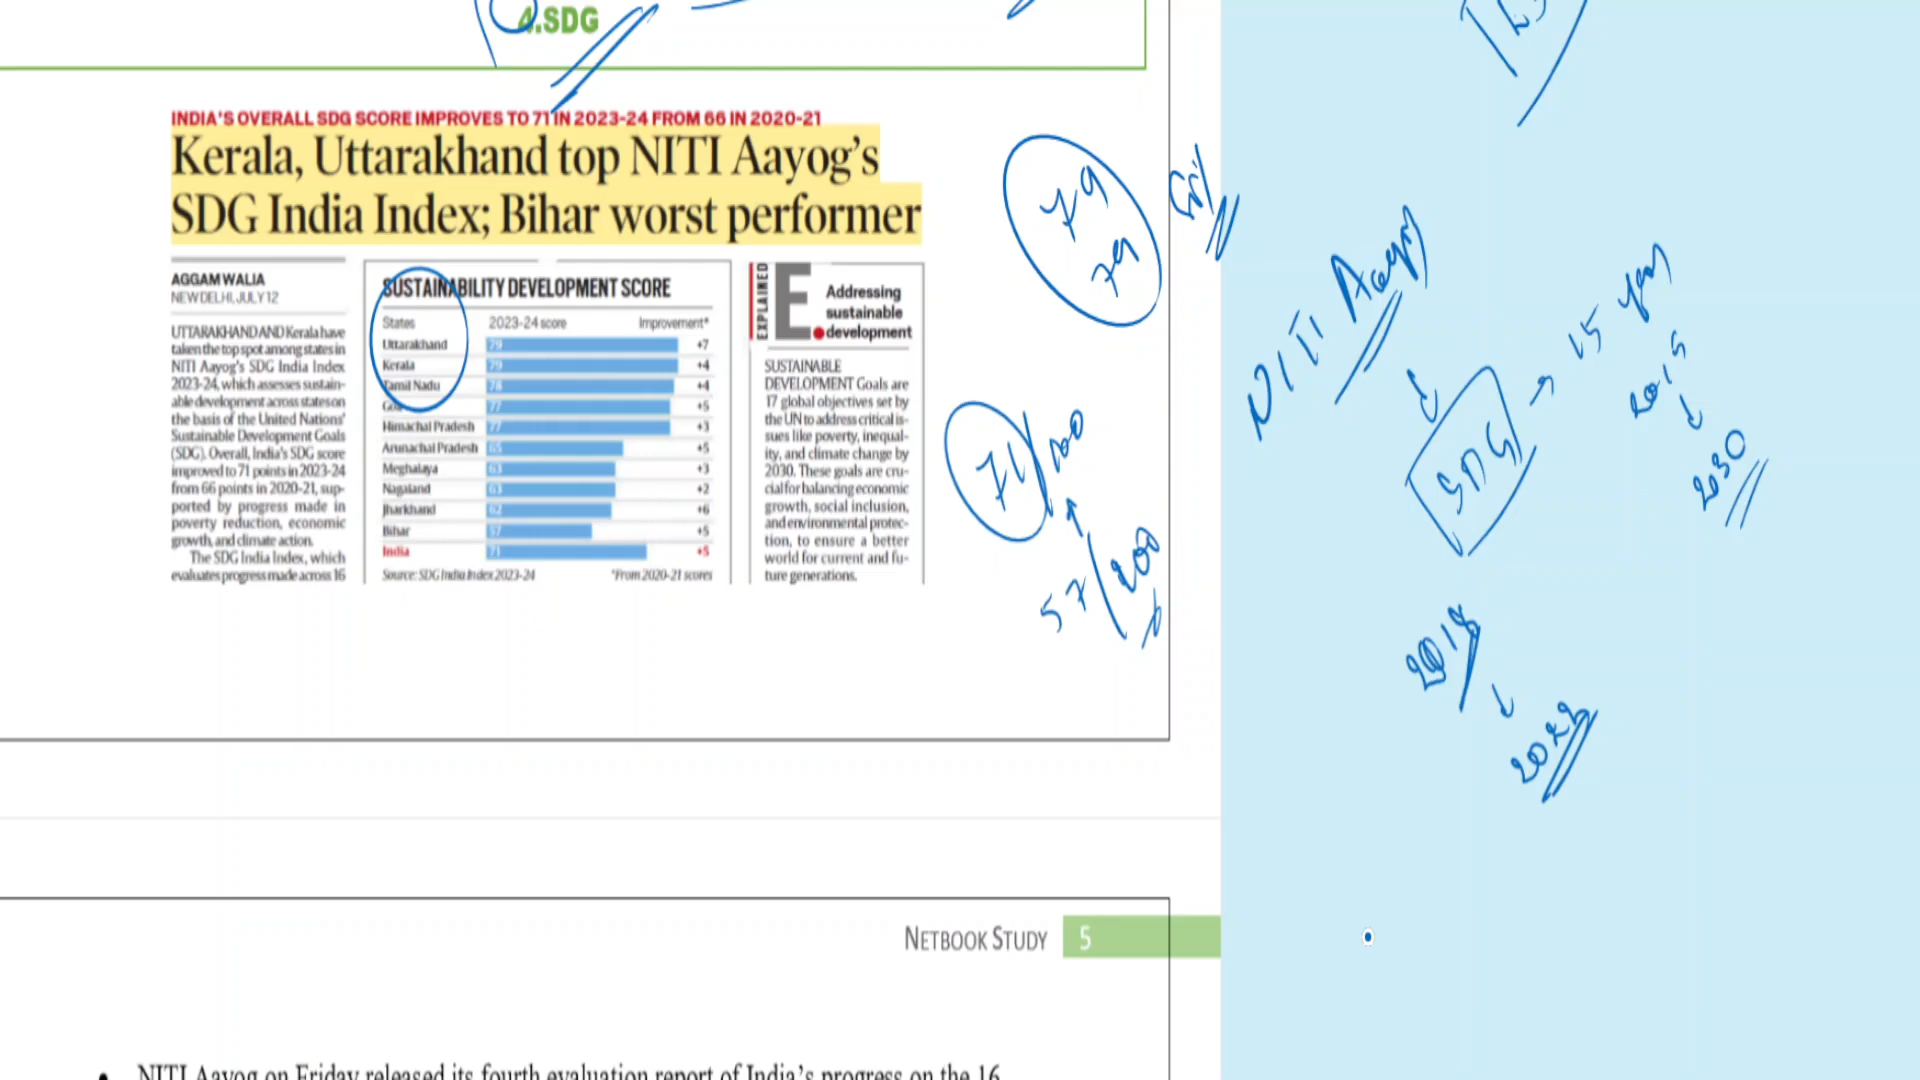 4.SDG
INDIA'S OVERALL SDG SCORE IMPROVES TO 71 IN 2023-24 FROM 66 IN 2020-21
Kerala, Uttarakhand top NITI Aayog's
SDG India Index; Bihar worst performer
AGGAM WALIA
NEW DELHI, JULY 12
UTTARAKHAND AND Kerala have
taken the top spot among states in
NITI Aayog's SDG India Index
2023-24, which assesses sustain-
able development across states on
the basis of the United Nations'
Sustainable Development Goals
(SDG). Overall, India's SDG score
improved to 71 points in 2023-24
from 66 points in 2020-21, sup-
ported by progress made in
poverty reduction, economic
growth, and climate action.
The SDG India Index, which
evaluates progress made across 16
SUSTAINABILITY DEVELOPMENT SCORE
States 2023-24 score Improvement*
Uttarakhand 79 +7
Kerala 79 +4
Tamil Nadu 78 +4
Goa 77 +5
Himachal Pradesh 77 +3
Arunachal Pradesh 65 +5
Meghalaya 63 +3
Nagaland 63 +2
Jharkhand 62 +6
Bihar 57 +5
India 71 +5
Source: SDG India Index 2023-24 *From 2020-21 scores
EXPLAINED
E
Addressing
sustainable
development
SUSTAINABLE
DEVELOPMENT Goals are
17 global objectives set by
the UN to address critical is-
sues like poverty, inequal-
ity, and climate change by
2030. These goals are cru-
cial for balancing economic
growth, social inclusion,
and environmental protec-
tion, to ensure a better
world for current and fu-
ture generations.
79
79
71/100
57/100
NITI Aayog
SDG
15 year
2015
2030
2018
NETBOOK STUDY 5
• NITI Aayog on Friday released its fourth evaluation report of India's progress on the 16